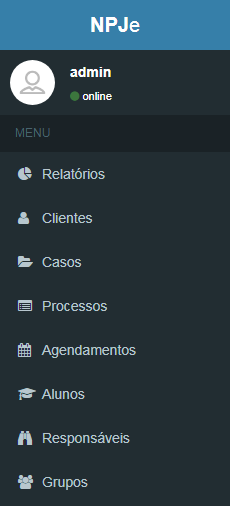 NPJe
admin
online
MENU
Relatórios
Clientes
Casos
Processos
Agendamentos
Alunos
Responsáveis
Grupos